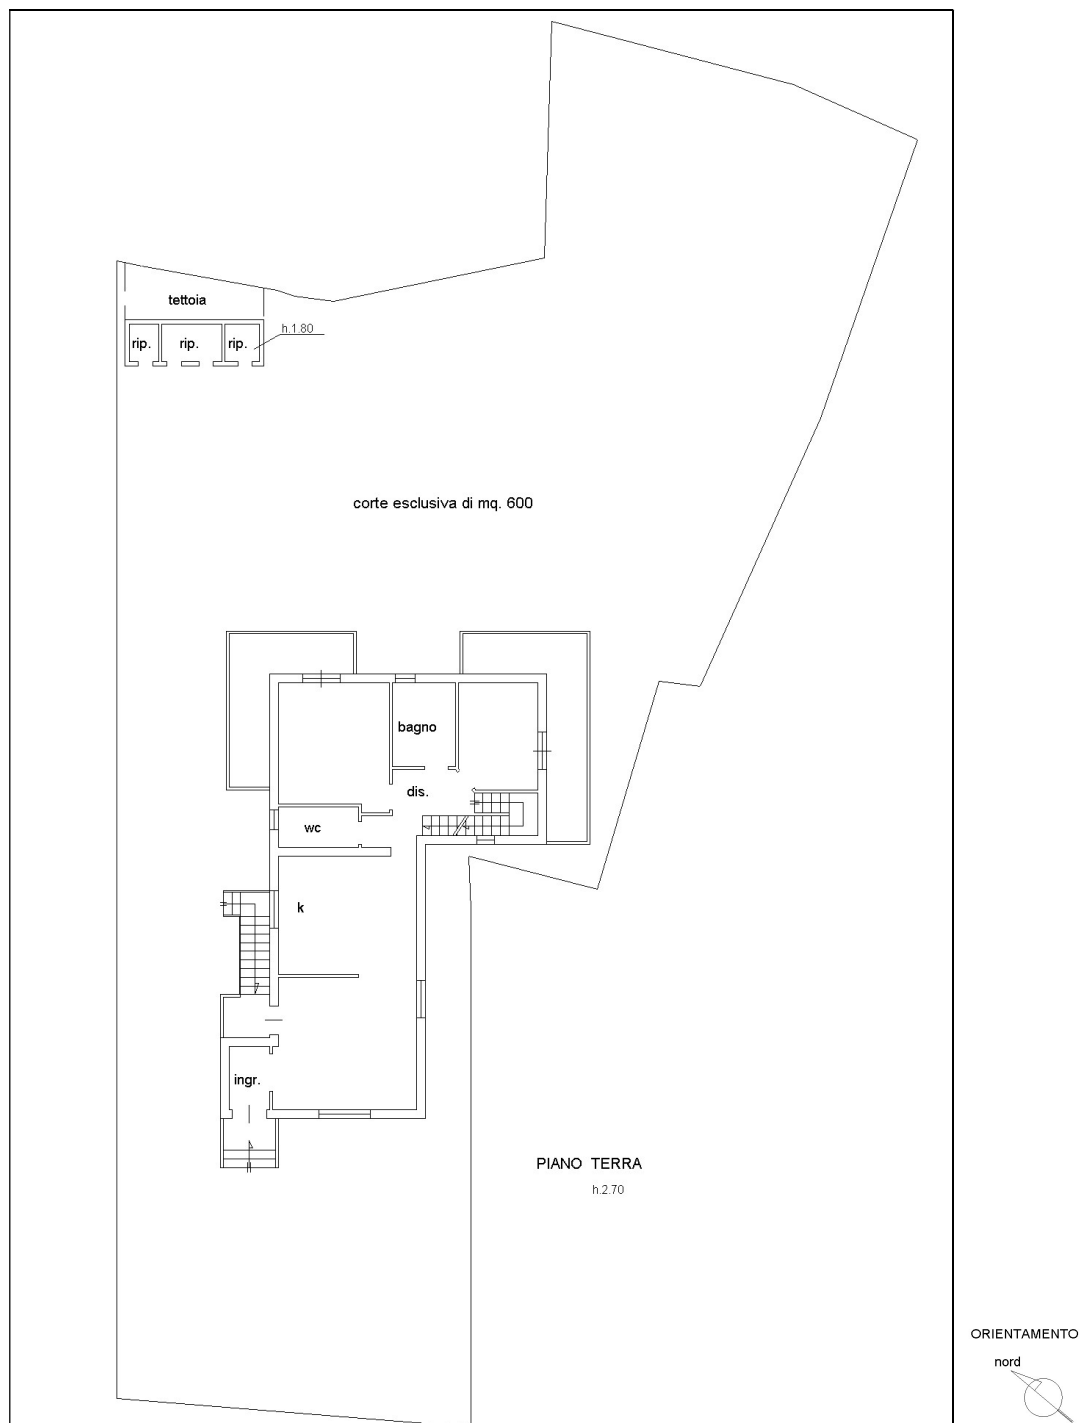 tettoia
h.1.80
rip.
rip.
rip.
corte esclusiva di mq. 600
bagno
dis.
wc
k
ingr.
PIANO TERRA
h.2.70
ORIENTAMENTO
nord